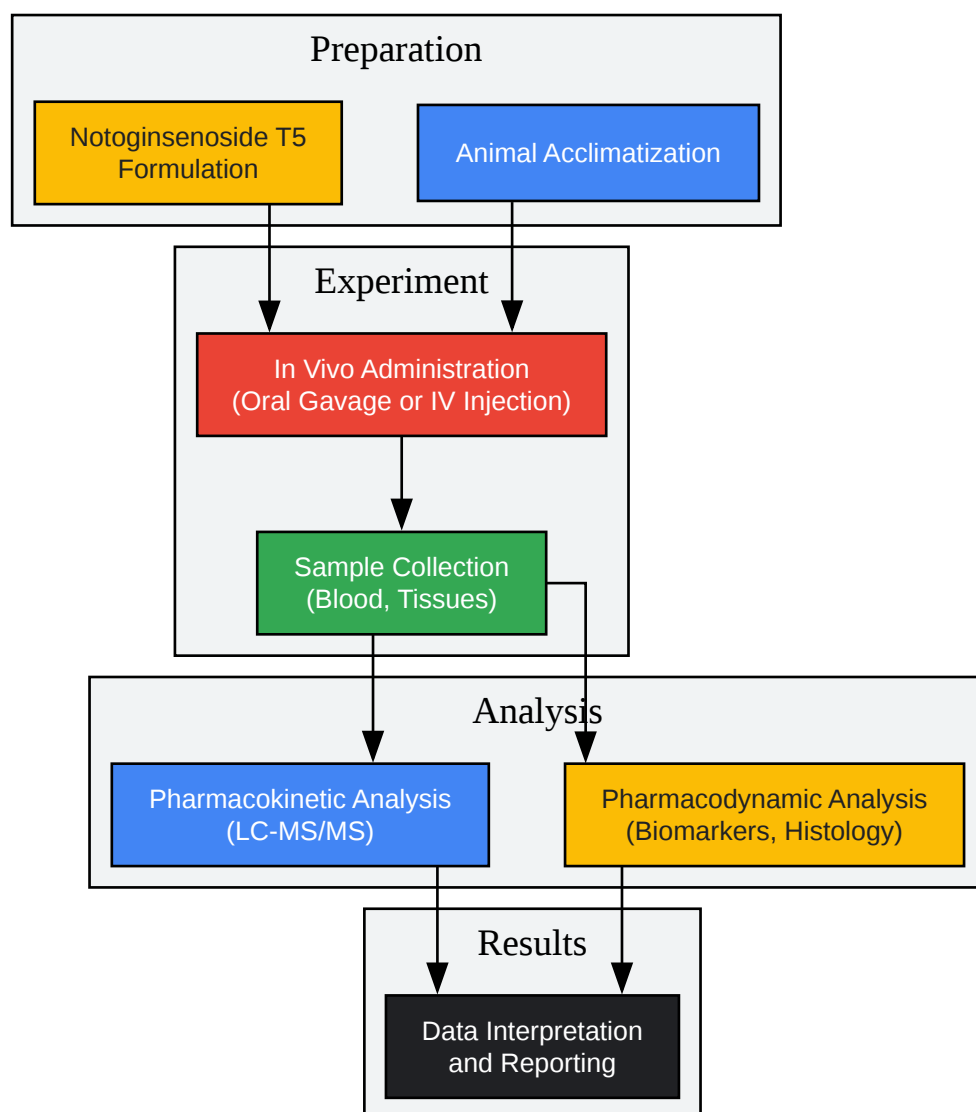 Preparation
Notoginsenoside T5
Formulation
Animal Acclimatization
Experiment
In Vivo Administration
(Oral Gavage or IV Injection)
Sample Collection
(Blood, Tissues)
Analysis
Pharmacokinetic Analysis
(LC-MS/MS)
Pharmacodynamic Analysis
(Biomarkers, Histology)
Results
Data Interpretation
and Reporting